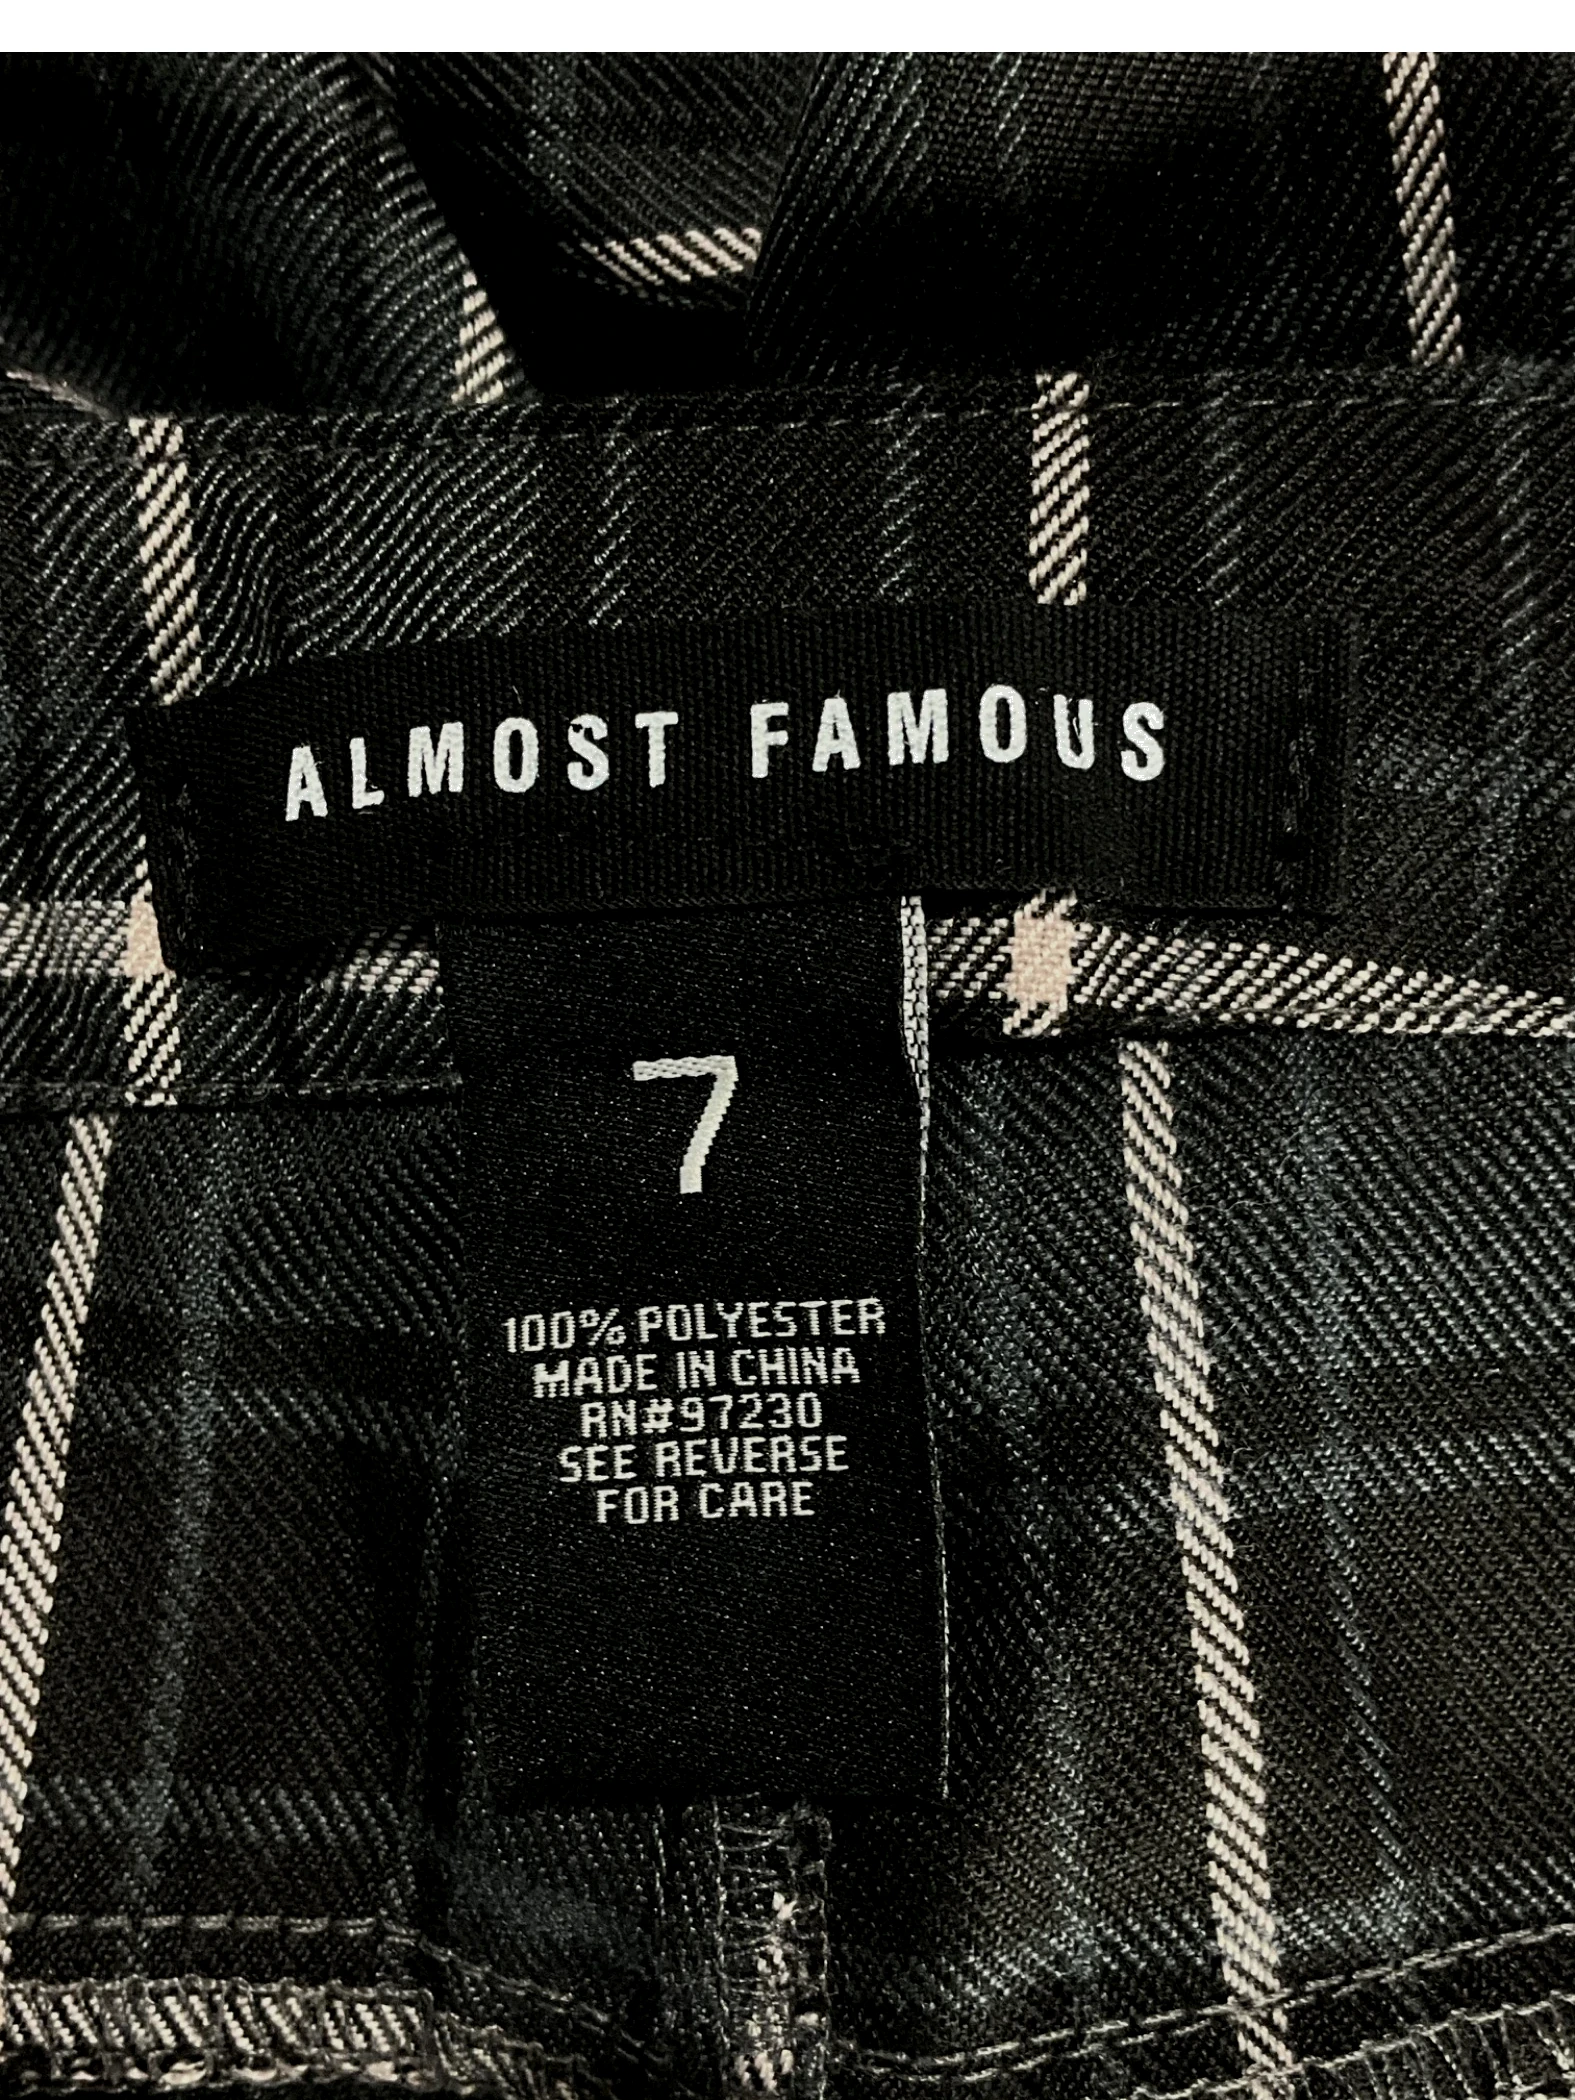 ALMOST FAMOUS
7
100% POLYESTER
MADE IN CHINA
RN#97230
SEE REVERSE
FOR CARE